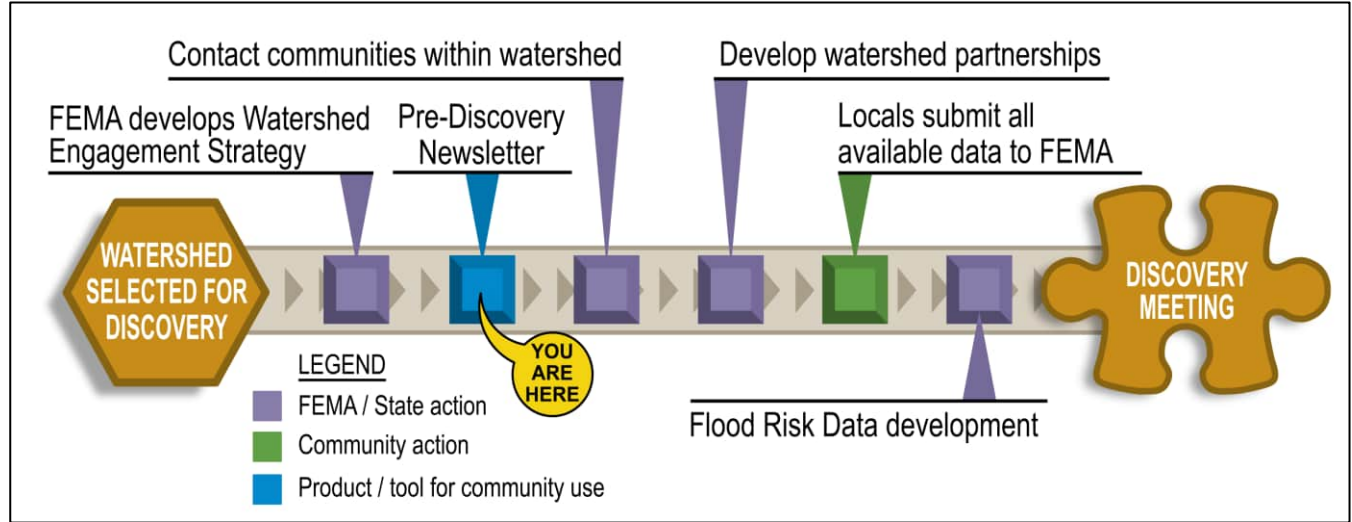 Contact communities within watershed
Develop watershed partnerships
FEMA develops Watershed
Engagement Strategy
Pre-Discovery
Newsletter
Locals submit all
available data to FEMA
WATERSHED
SELECTED FOR
DISCOVERY
DISCOVERY
MEETING
YOU
ARE
HERE
LEGEND
FEMA / State action
Community action
Product / tool for community use
Flood Risk Data development